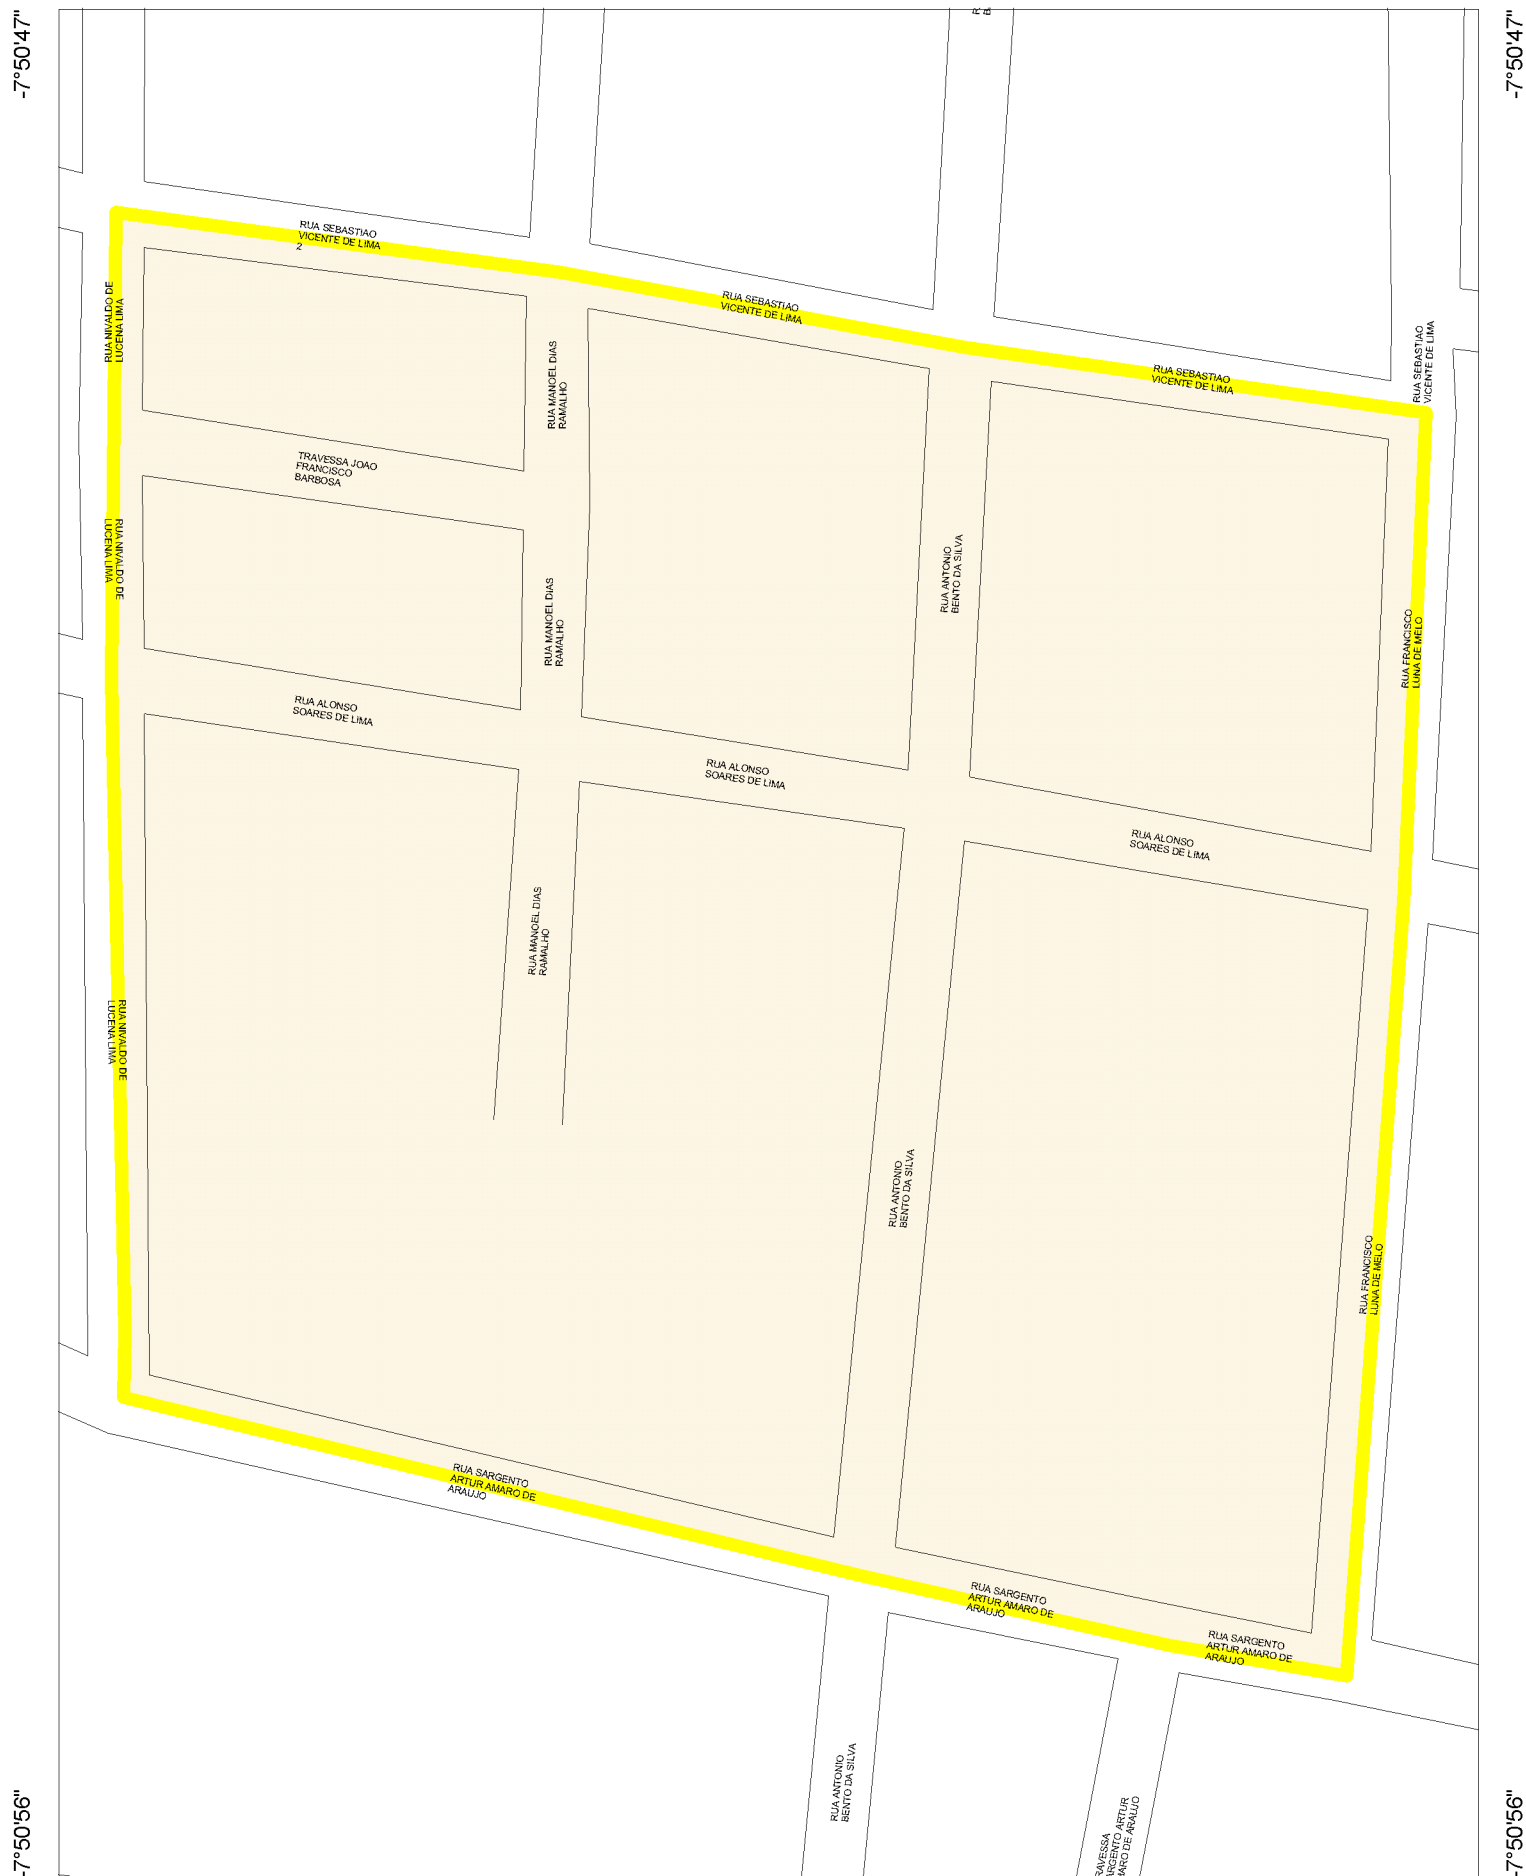 -7°50'47"
-7°50'47"
RUA SEBASTIAO
VICENTE DE LIMA
2
RUA NIVALDO DE
LUCENA LIMA
RUA SEBASTIAO
VICENTE DE LIMA
RUA SEBASTIAO
VICENTE DE LIMA
RUA SEBASTIAO
VICENTE DE LIMA
RUA MANOEL DIAS
RAMALHO
TRAVESSA JOAO
FRANCISCO
BARBOSA
RUA NIVALDO DE
LUCENA LIMA
RUA MANOEL DIAS
RAMALHO
RUA ANTONIO
BENTO DA SILVA
RUA FRANCISCO
LUNA DE MELO
RUA ALONSO
SOARES DE LIMA
RUA ALONSO
SOARES DE LIMA
RUA ALONSO
SOARES DE LIMA
RUA MANOEL DIAS
RAMALHO
RUA NIVALDO DE
LUCENA LIMA
RUA ANTONIO
BENTO DA SILVA
RUA FRANCISCO
LUNA DE MELO
RUA SARGENTO
ARTUR AMARO DE
ARAUJO
RUA SARGENTO
ARTUR AMARO DE
ARAUJO
RUA SARGENTO
ARTUR AMARO DE
ARAUJO
RUA ANTONIO
BENTO DA SILVA
RAVESSA
ARGENTO ARTUR
MARO DE ARAUJO
-7°50'56"
-7°50'56"